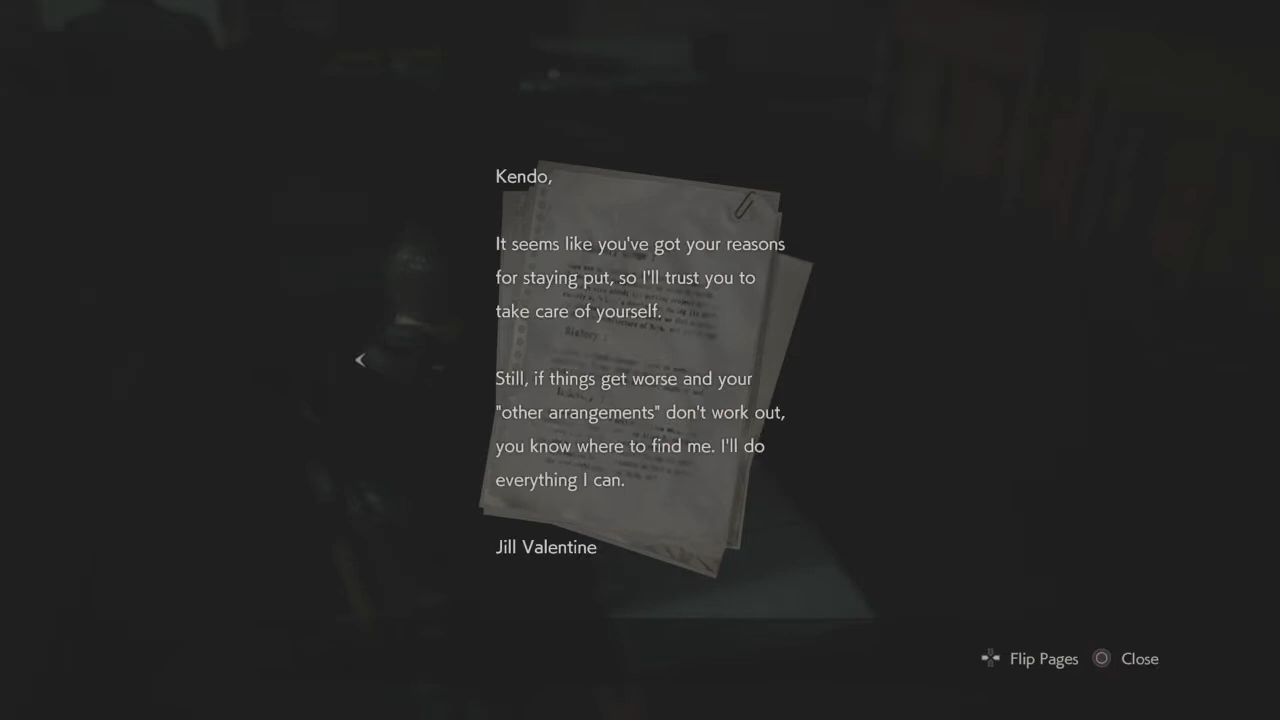 Kendo,
It seems like you've got your reasons
for staying put, so I'll trust you to
take care of yourself.
Still, if things get worse and your
"other arrangements" don't work out,
you know where to find me. I'll do
everything I can.
Jill Valentine
Flip Pages
Close